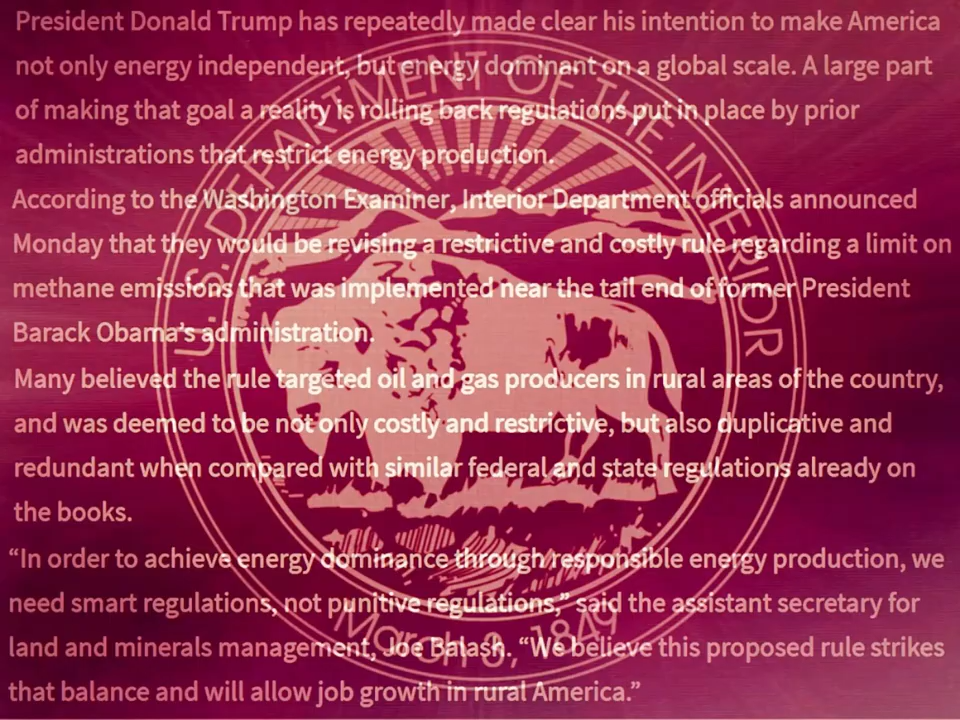 President Donald Trump has repeatedly made clear his intention to make America
not only energy independent, but energy dominant on a global scale. A large part
of making that goal a reality is rolling back regulations put in place by prior
administrations that restrict energy production.
According to the Washington Examiner, Interior Department officials announced
Monday that they would be revising a restrictive and costly rule regarding a limit on
methane emissions that was implemented near the tail end of former President
Barack Obama’s administration.
Many believed the rule targeted oil and gas producers in rural areas of the country,
and was deemed to be not only costly and restrictive, but also duplicative and
redundant when compared with similar federal and state regulations already on
the books.
“In order to achieve energy dominance through responsible energy production, we
need smart regulations, not punitive regulations,” said the assistant secretary for
land and minerals management, Joe Balash. “We believe this proposed rule strikes
that balance and will allow job growth in rural America.”
U.S. DEPARTMENT OF THE INTERIOR
March 3, 1849